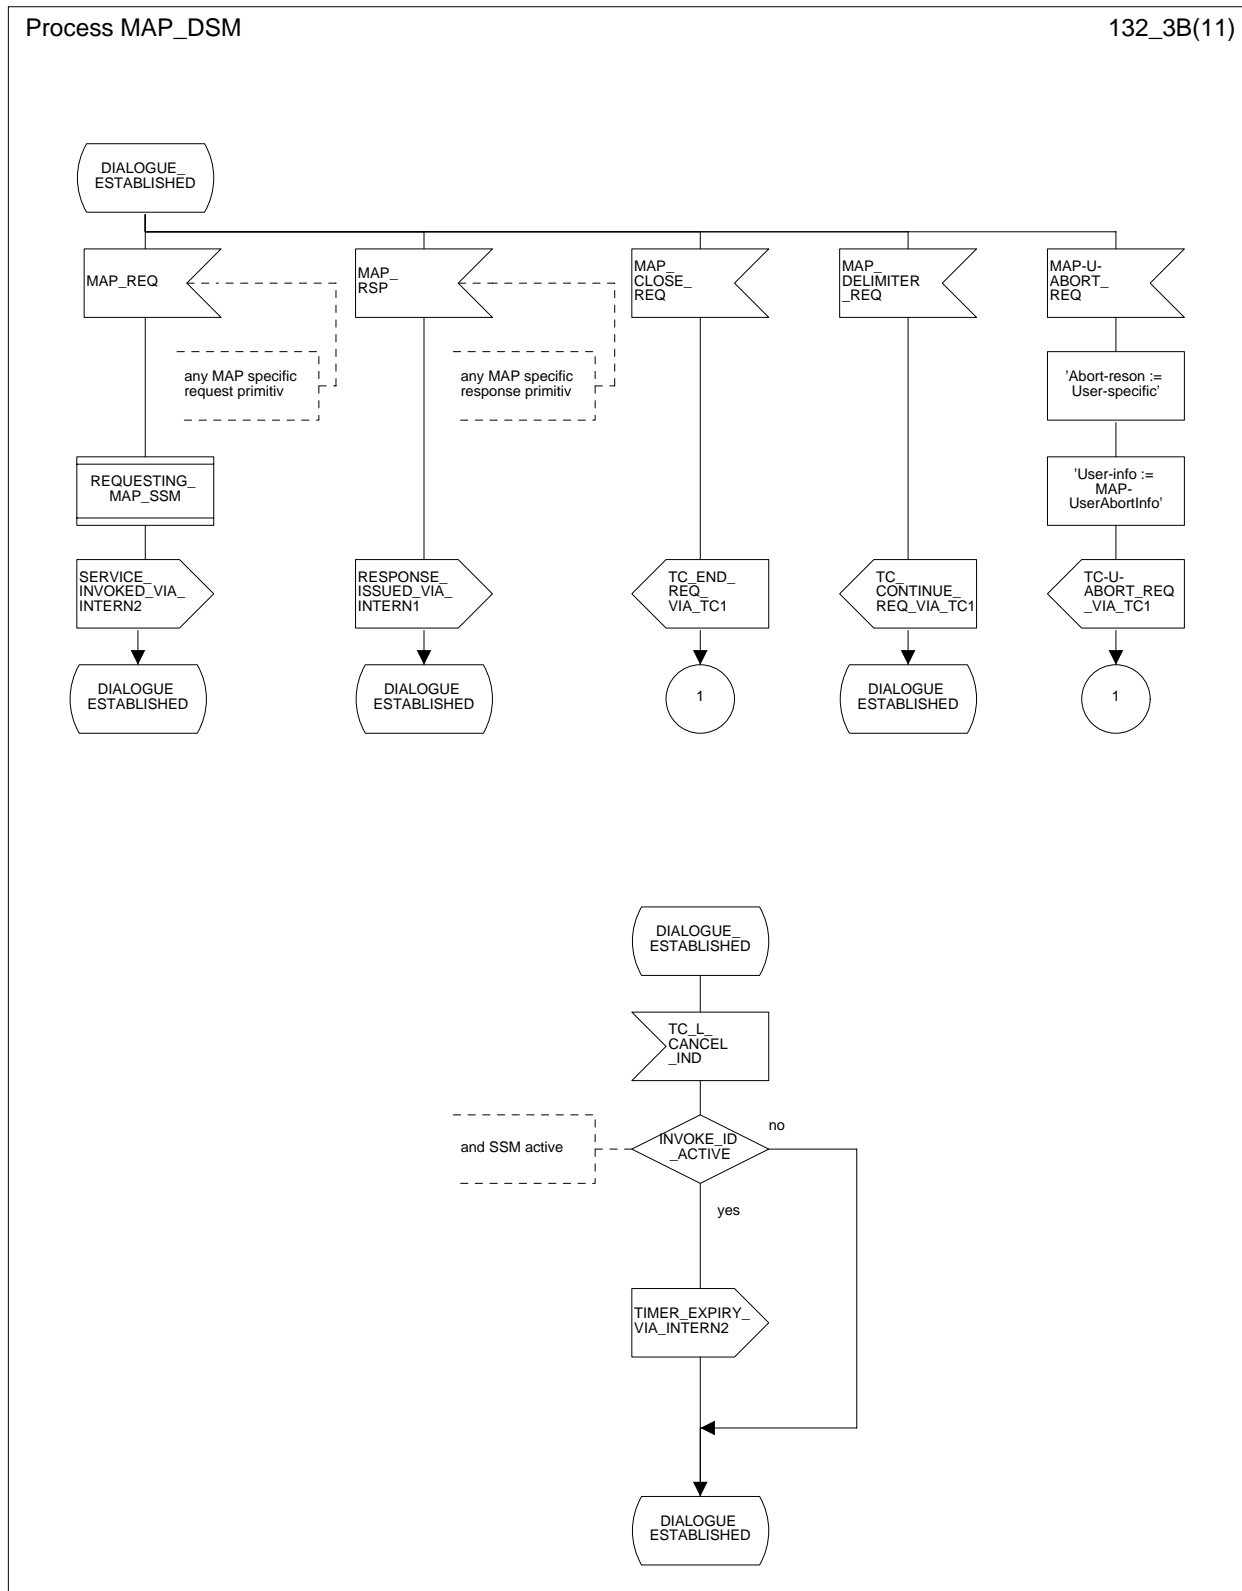 Process MAP_DSM
132_3B(11)
DIALOGUE_
ESTABLISHED
MAP_REQ
MAP_
RSP
MAP_
CLOSE_
REQ
MAP_
DELIMITER
_REQ
MAP-U-
ABORT_
REQ
any MAP specific
request primitiv
any MAP specific
response primitiv
'Abort-reson :=
User-specific'
REQUESTING_
MAP_SSM
'User-info :=
MAP-
UserAbortInfo'
SERVICE_
INVOKED_VIA_
INTERN2
RESPONSE_
ISSUED_VIA_
INTERN1
TC_END_
REQ_
VIA_TC1
TC_
CONTINUE_
REQ_VIA_TC1
TC-U-
ABORT_REQ
_VIA_TC1
DIALOGUE
ESTABLISHED
DIALOGUE
ESTABLISHED
1
DIALOGUE
ESTABLISHED
1
DIALOGUE_
ESTABLISHED
TC_L_
CANCEL
_IND
and SSM active
INVOKE_ID
_ACTIVE
no
yes
TIMER_EXPIRY_
VIA_INTERN2
DIALOGUE
ESTABLISHED